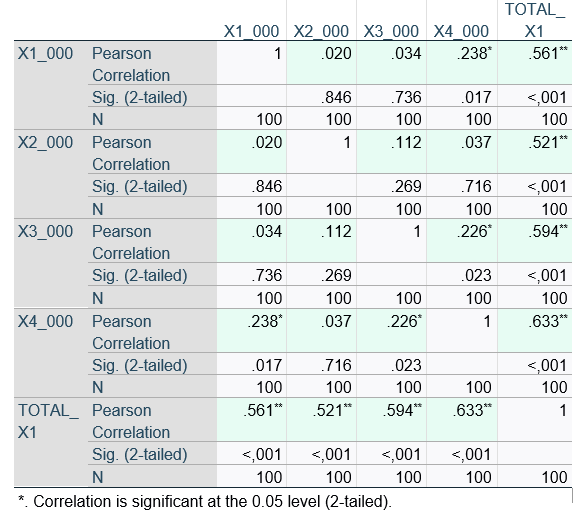 TOTAL_
X1_000 X2_000 X3_000 X4_000 X1
X1_000 Pearson 1 .020 .034 .238* .561**
Correlation
Sig. (2-tailed) .846 .736 .017 <,001
N 100 100 100 100 100
X2_000 Pearson .020 1 .112 .037 .521**
Correlation
Sig. (2-tailed) .846 .269 .716 <,001
N 100 100 100 100 100
X3_000 Pearson .034 .112 1 .226* .594**
Correlation
Sig. (2-tailed) .736 .269 .023 <,001
N 100 100 100 100 100
X4_000 Pearson .238* .037 .226* 1 .633**
Correlation
Sig. (2-tailed) .017 .716 .023 <,001
N 100 100 100 100 100
TOTAL_ Pearson .561** .521** .594** .633** 1
X1 Correlation
Sig. (2-tailed) <,001 <,001 <,001 <,001
N 100 100 100 100 100
*. Correlation is significant at the 0.05 level (2-tailed).